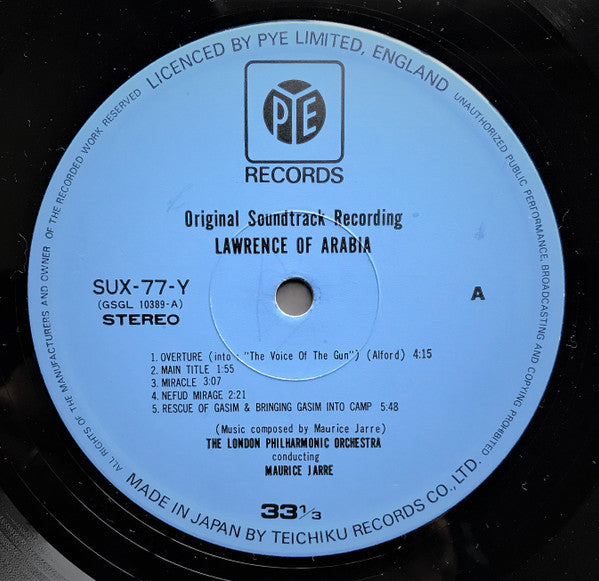 LICENCED BY PYE LIMITED, ENGLAND
UNAUTHORIZED PUBLIC PERFORMANCE, BROADCASTING AND COPYING PROHIBITED
ALL RIGHTS OF THE MANUFACTURERS AND OWNER OF THE RECORDED WORK RESERVED
PYE
RECORDS
Original Soundtrack Recording
LAWRENCE OF ARABIA
SUX-77-Y
(GSGL 10389-A)
STEREO
A
1. OVERTURE (into "The Voice Of The Gun") (Alford) 4:15
2. MAIN TITLE 1:55
3. MIRACLE 3:07
4. NEFUD MIRAGE 2:21
5. RESCUE OF GASIM & BRINGING GASIM INTO CAMP 5:48
(Music composed by Maurice Jarre)
THE LONDON PHILHARMONIC ORCHESTRA
conducting
MAURICE JARRE
33 1/3
MADE IN JAPAN BY TEICHIKU RECORDS CO., LTD.